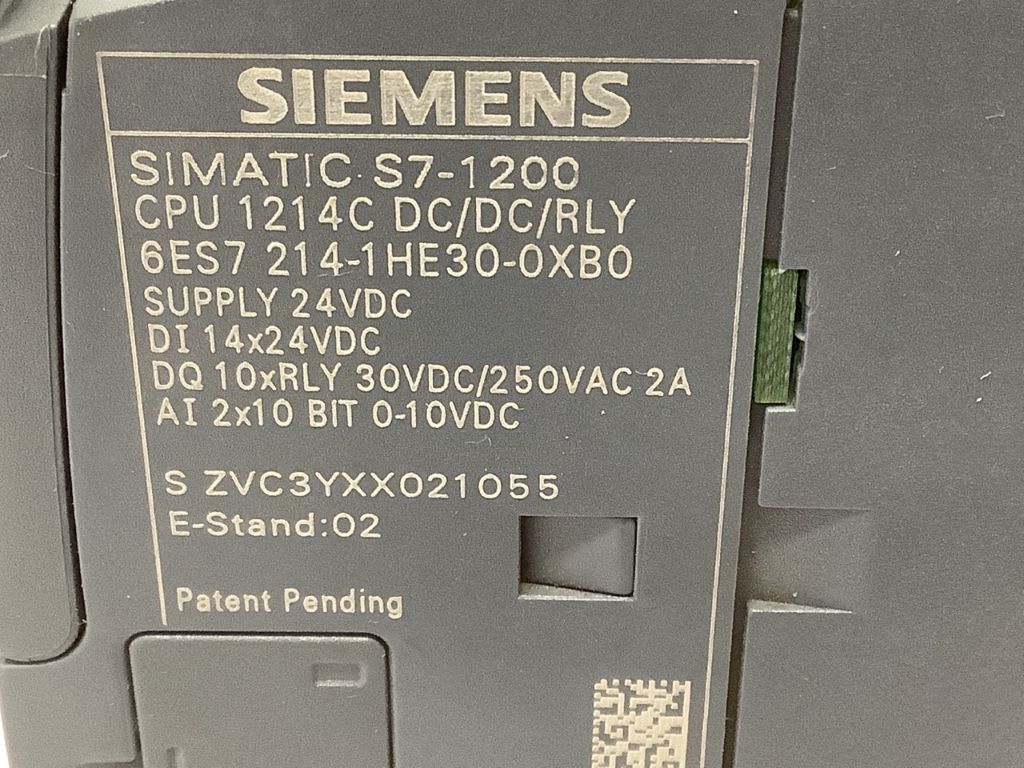 SIEMENS
SIMATIC S7-1200
CPU 1214C DC/DC/RLY
6ES7 214-1HE30-0XB0
SUPPLY 24VDC
DI 14x24VDC
DQ 10xRLY 30VDC/250VAC 2A
AI 2x10 BIT 0-10VDC
S ZVC3YXX021055
E-Stand:02
Patent Pending